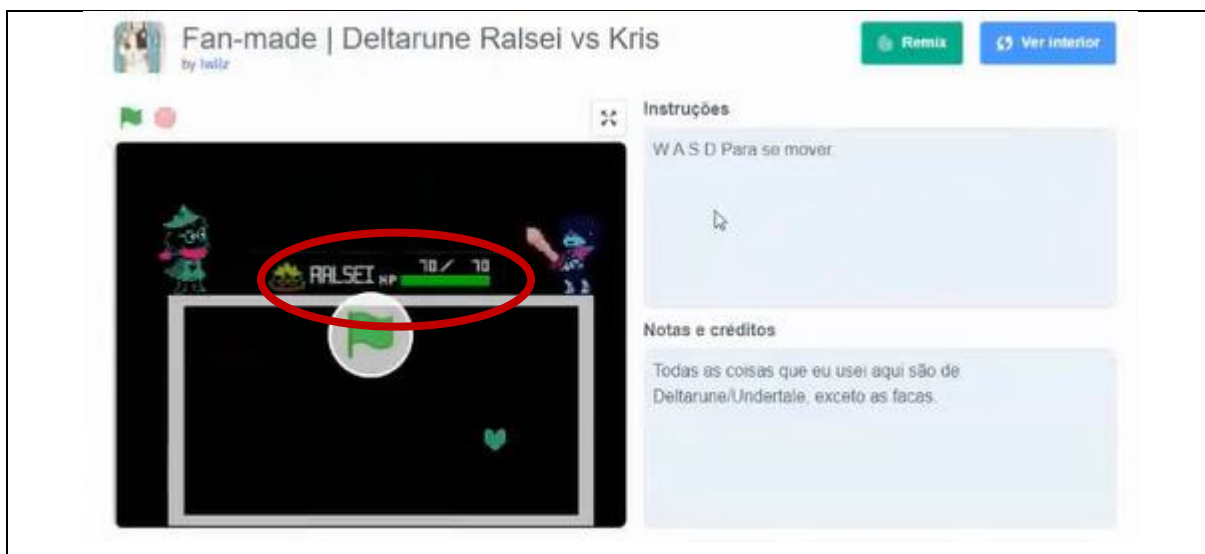 Fan-made | Deltarune Ralsei vs Kris
by
Remix
Ver interior
Instruções
W A S D Para se mover
RALSEI HP 70 / 70
Notas e créditos
Todas as coisas que eu usei aqui são de
Deltarune/Undertale, exceto as facas.